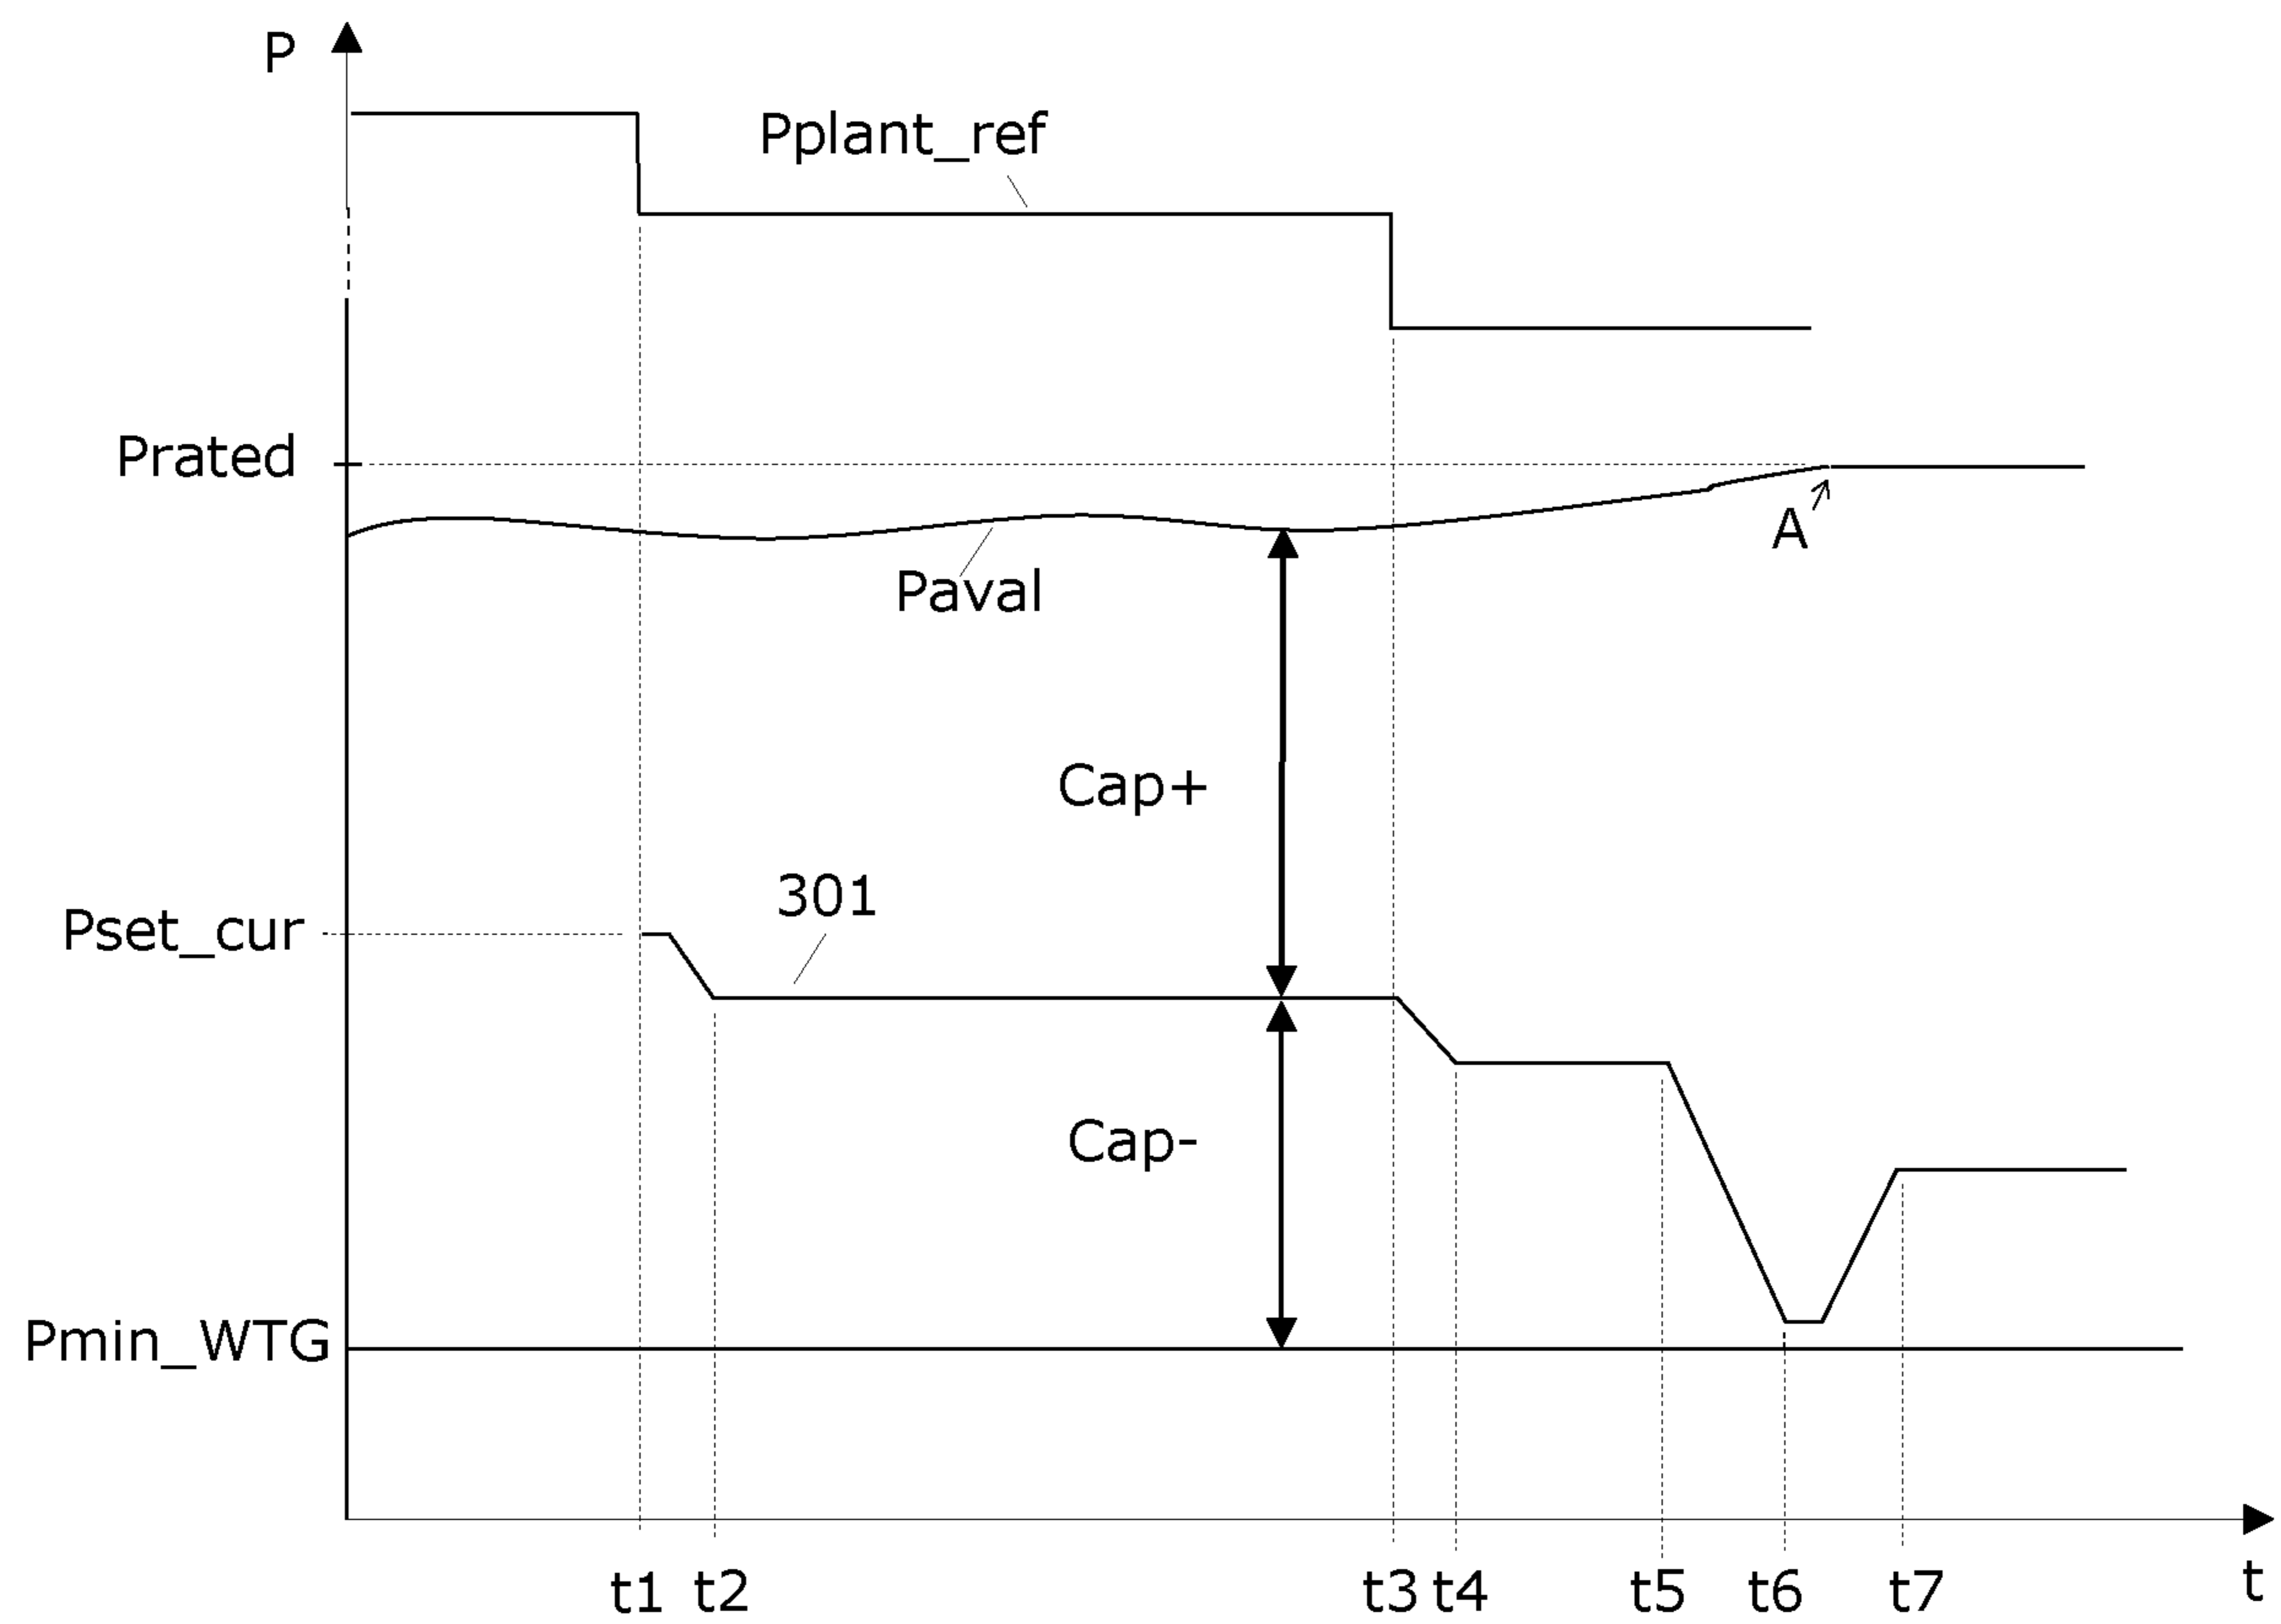 P
Pplant_ref
Prated
A
Paval
Cap+
301
Pset_cur
Cap-
Pmin_WTG
t1 t2 t3 t4 t5 t6 t7 t